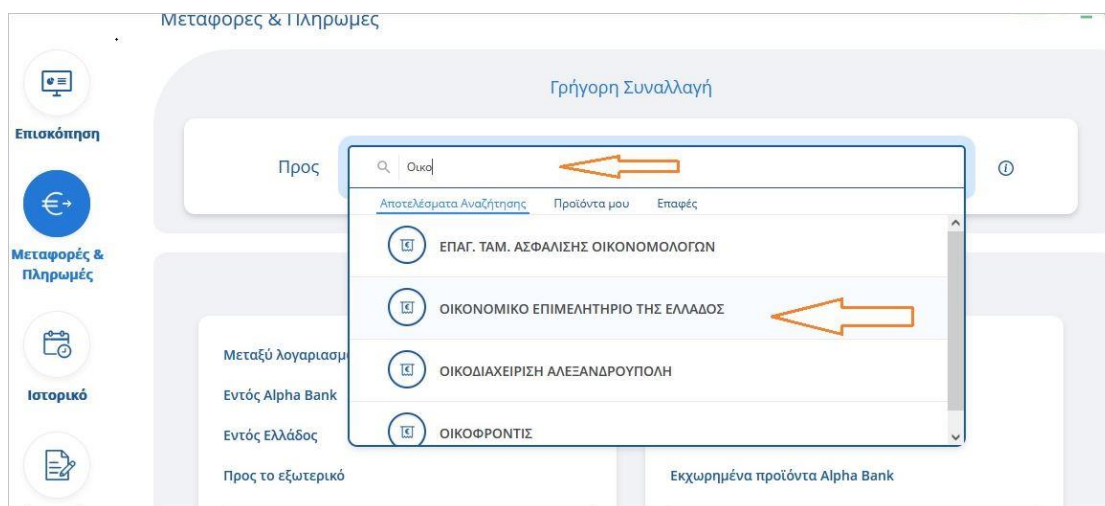 Μεταφορές & Πληρωμές
Γρήγορη Συναλλαγή
Επισκόπηση
Προς
Οικο
Αποτελέσματα Αναζήτησης Προϊόντα μου Επαφές
ΕΠΑΓ. ΤΑΜ. ΑΣΦΑΛΙΣΗΣ ΟΙΚΟΝΟΜΟΛΟΓΩΝ
Μεταφορές &
Πληρωμές
ΟΙΚΟΝΟΜΙΚΟ ΕΠΙΜΕΛΗΤΗΡΙΟ ΤΗΣ ΕΛΛΑΔΟΣ
Μεταξύ λογαριασμ
ΟΙΚΟΔΙΑΧΕΙΡΙΣΗ ΑΛΕΞΑΝΔΡΟΥΠΟΛΗ
Ιστορικό
Εντός Alpha Bank
Εντός Ελλάδος
ΟΙΚΟΦΡΟΝΤΙΣ
Προς το εξωτερικό
Εκχωρημένα προϊόντα Alpha Bank